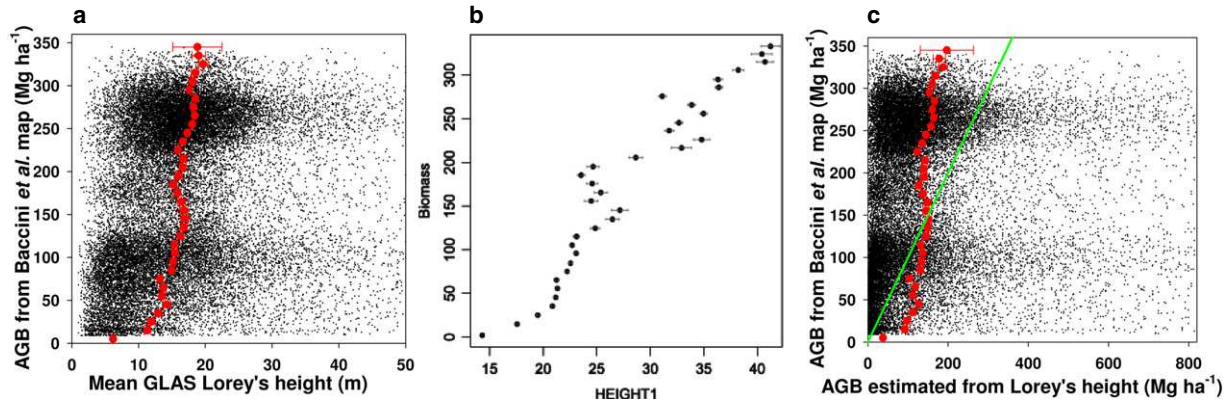 a
AGB from Baccini et al. map (Mg ha-1)
350
300
250
200
150
100
50
0
0 10 20 30 40 50
Mean GLAS Lorey's height (m)
b
Biomass
300
250
200
150
100
50
0
15 20 25 30 35 40
HEIGHT1
c
AGB from Baccini et al. map (Mg ha-1)
350
300
250
200
150
100
50
0
0 200 400 600 800
AGB estimated from Lorey's height (Mg ha-1)